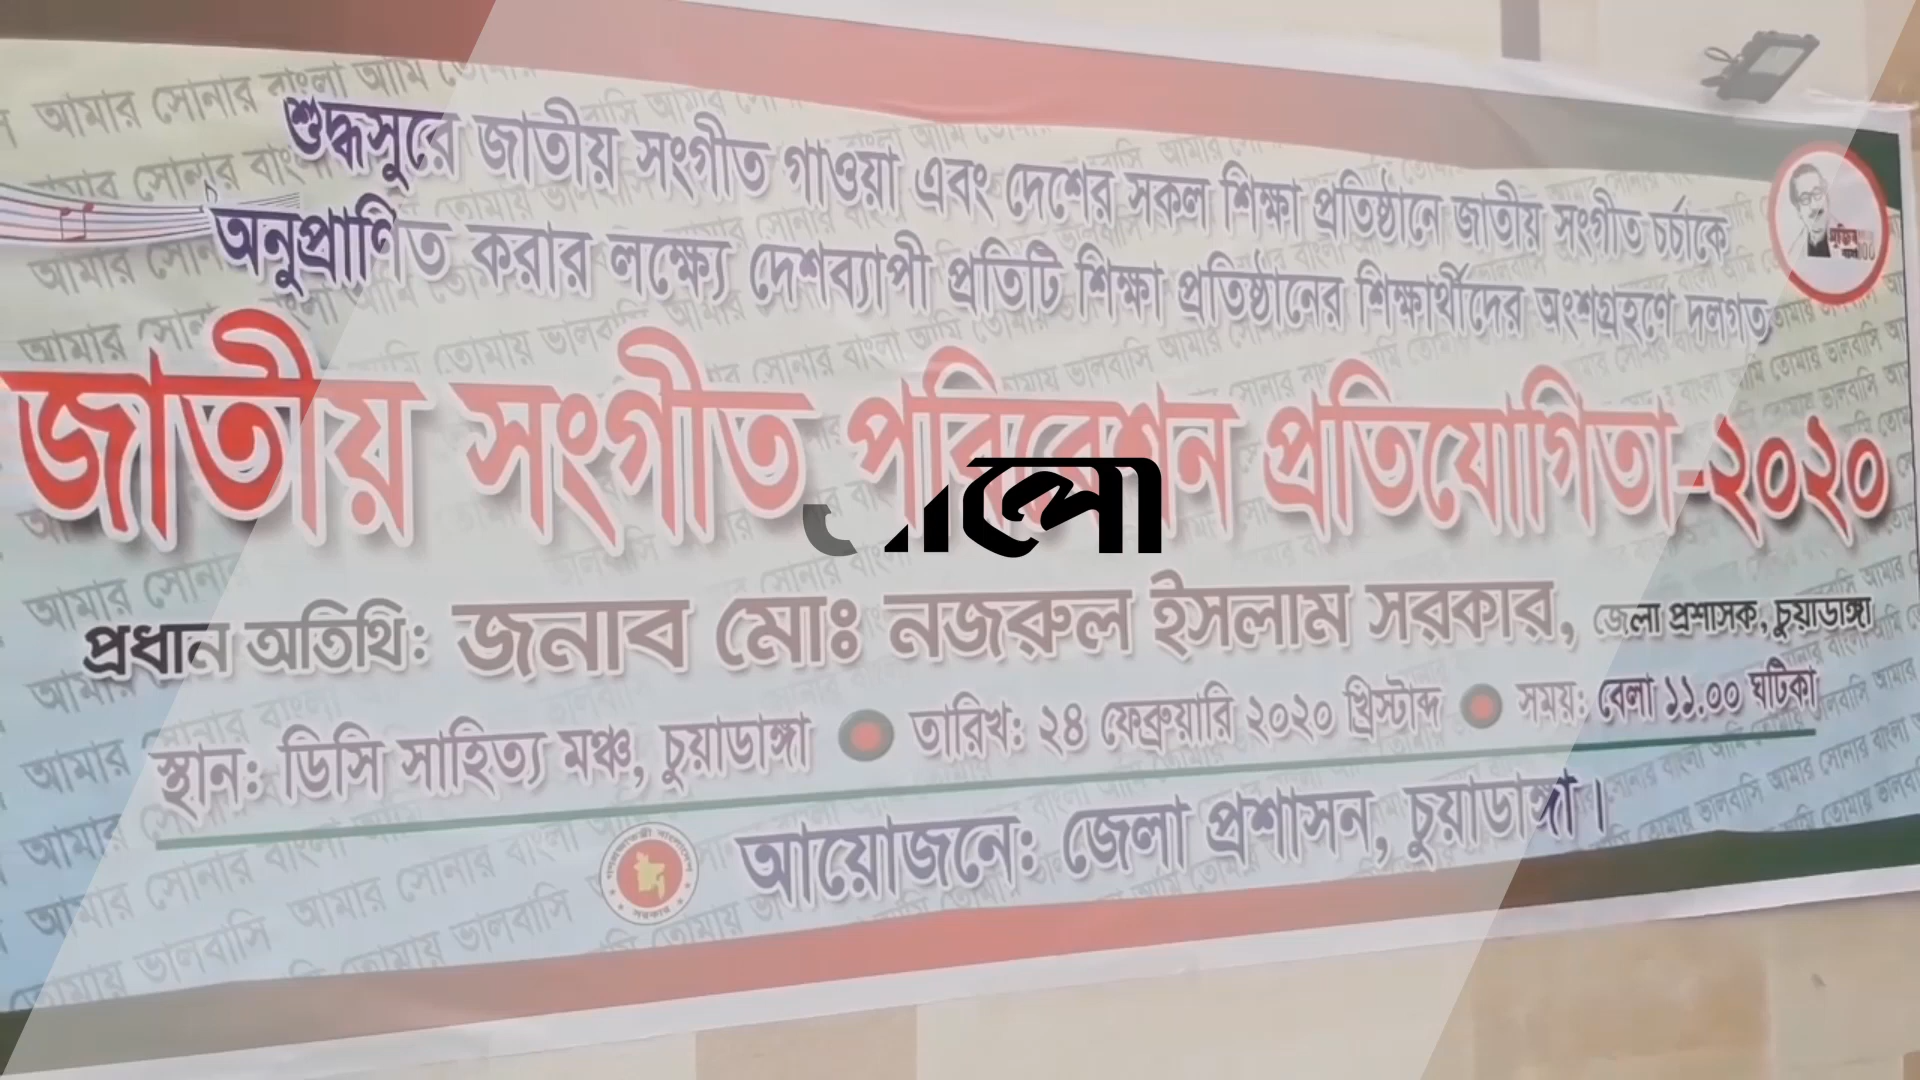 শুদ্ধসুরে জাতীয় সংগীত গাওয়া এবং দেশের সকল শিক্ষা প্রতিষ্ঠানে জাতীয় সংগীত চর্চাকে
অনুপ্রাণিত করার লক্ষ্যে দেশব্যাপী প্রতিটি শিক্ষা প্রতিষ্ঠানের শিক্ষার্থীদের অংশগ্রহণে দলগত
জাতীয় সংগীত পরিবেশন প্রতিযোগিতা-২০২০
প্রধান অতিথি: জনাব মোঃ নজরুল ইসলাম সরকার, জেলা প্রশাসক, চুয়াডাঙ্গা
স্থান: ডিসি সাহিত্য মঞ্চ, চুয়াডাঙ্গা তারিখ: ২৪ ফেব্রুয়ারি ২০২০ খ্রিস্টাব্দ সময়: বেলা ১১.০০ ঘটিকা
আয়োজনে: জেলা প্রশাসন, চুয়াডাঙ্গা।